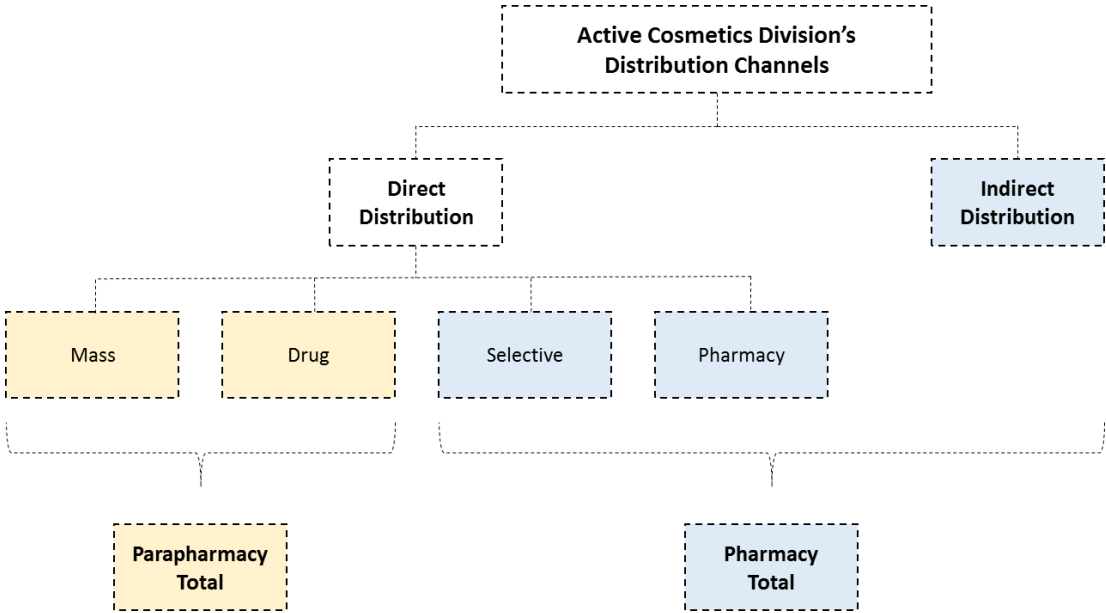 Active Cosmetics Division’s
Distribution Channels
Direct
Distribution
Indirect
Distribution
Mass
Drug
Selective
Pharmacy
Parapharmacy
Total
Pharmacy
Total